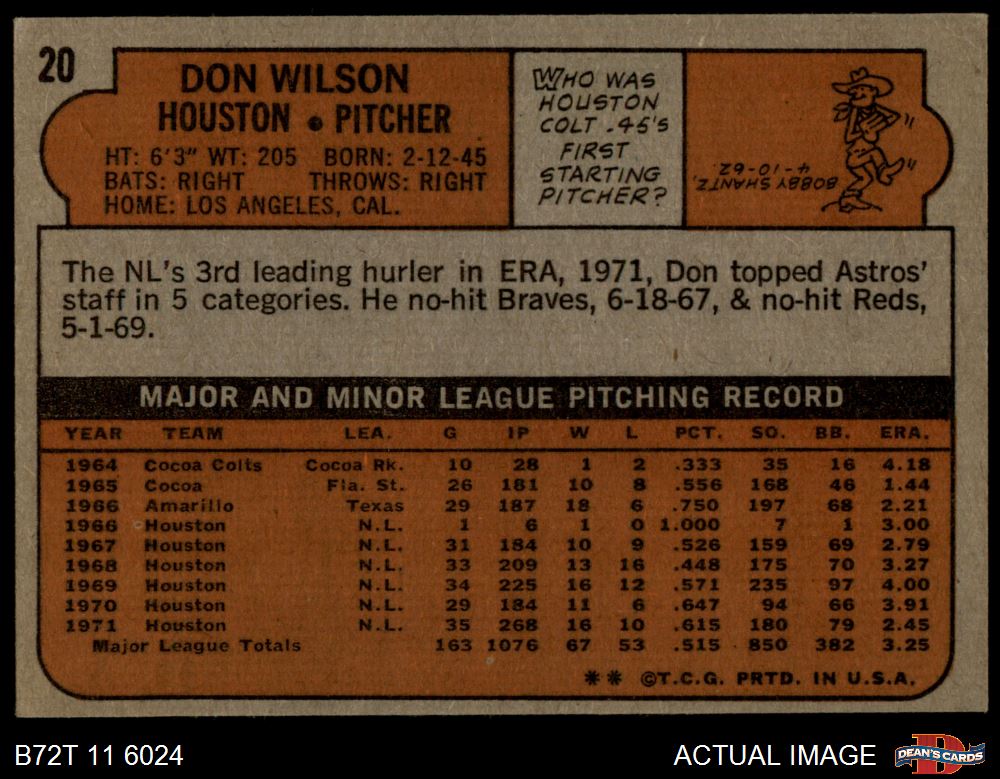 20
DON WILSON
HOUSTON • PITCHER
HT: 6'3" WT: 205 BORN: 2-12-45
BATS: RIGHT THROWS: RIGHT
HOME: LOS ANGELES, CAL.
WHO WAS
HOUSTON
COLT .45'S
FIRST
STARTING
PITCHER?
BOBBY SHANTZ,
4-10-62.
The NL's 3rd leading hurler in ERA, 1971, Don topped Astros'
staff in 5 categories. He no-hit Braves, 6-18-67, & no-hit Reds,
5-1-69.
MAJOR AND MINOR LEAGUE PITCHING RECORD
YEAR TEAM LEA. G IP W L PCT. SO. BB. ERA.
1964 Cocoa Colts Cocoa Rk. 10 28 1 2 .333 35 16 4.18
1965 Cocoa Fla. St. 26 181 10 8 .556 168 46 1.44
1966 Amarillo Texas 29 187 18 6 .750 197 68 2.21
1966 Houston N.L. 1 6 1 0 1.000 7 1 3.00
1967 Houston N.L. 31 184 10 9 .526 159 69 2.79
1968 Houston N.L. 33 209 13 16 .448 175 70 3.27
1969 Houston N.L. 34 225 16 12 .571 235 97 4.00
1970 Houston N.L. 29 184 11 6 .647 94 66 3.91
1971 Houston N.L. 35 268 16 10 .615 180 79 2.45
Major League Totals 163 1076 67 53 .515 850 382 3.25
** ©T.C.G. PRTD. IN U.S.A.
B72T 11 6024
ACTUAL IMAGE
DEAN'S CARDS